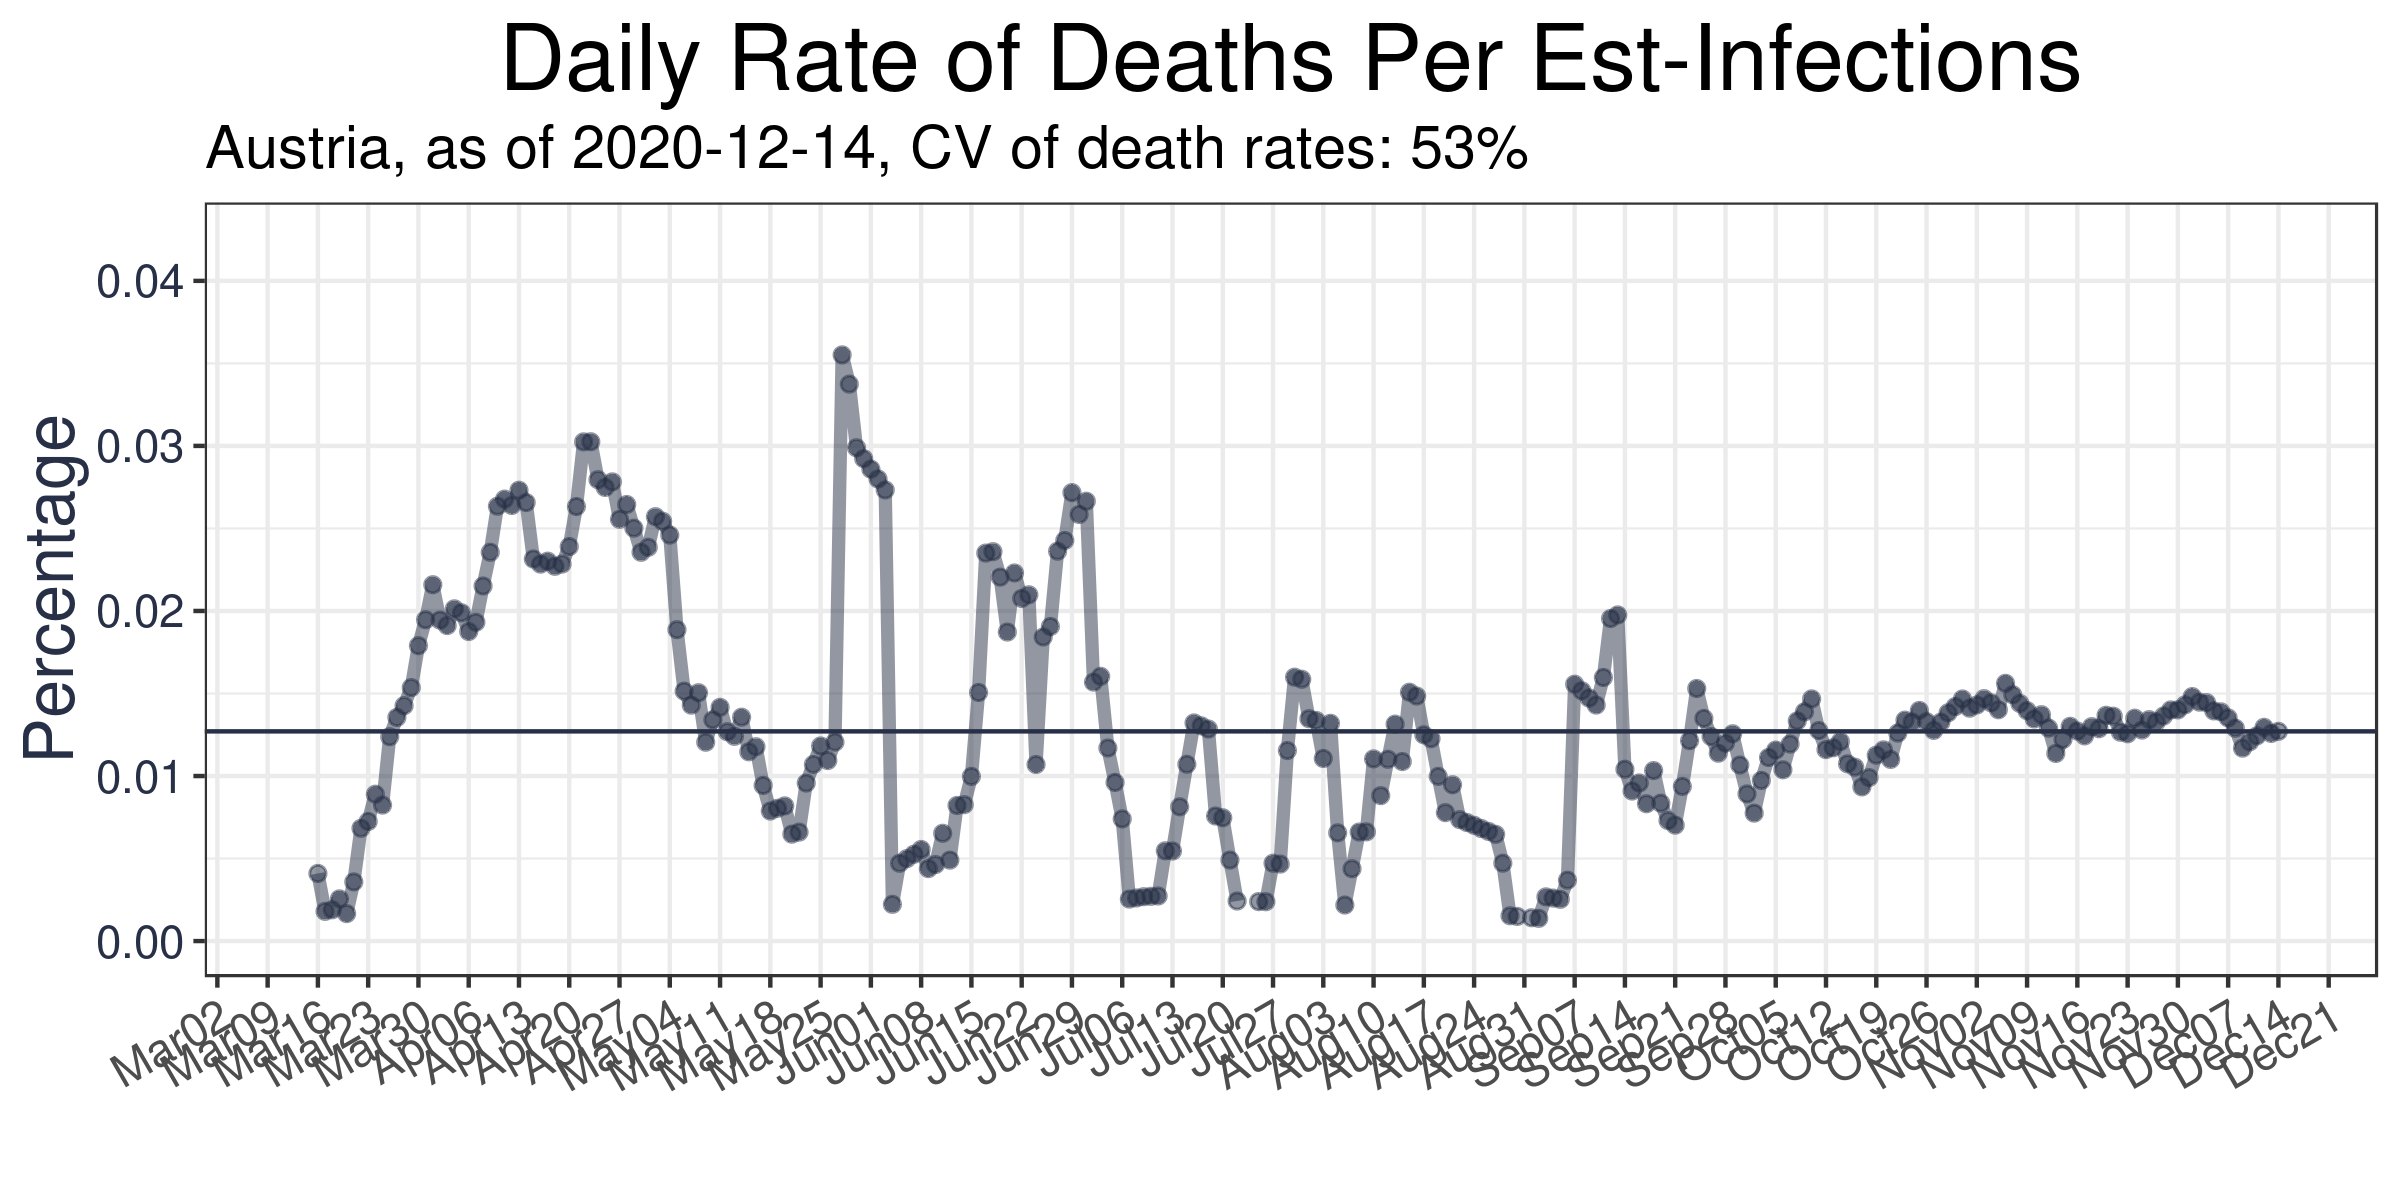 Daily Rate of Deaths Per Est-Infections
Austria, as of 2020-12-14, CV of death rates: 53%
Percentage
0.04
0.03
0.02
0.01
0.00
Mar02
Mar09
Mar16
Mar23
Mar30
Apr06
Apr13
Apr20
Apr27
May04
May11
May18
May25
Jun01
Jun08
Jun15
Jun22
Jun29
Jul06
Jul13
Jul20
Jul27
Aug03
Aug10
Aug17
Aug24
Aug31
Sep07
Sep14
Sep21
Sep28
Oct05
Oct12
Oct19
Oct26
Nov02
Nov09
Nov16
Nov23
Nov30
Dec07
Dec14
Dec21